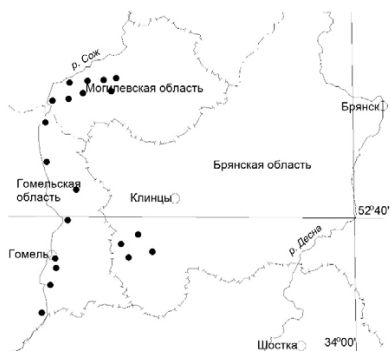 р. Сож
Могилевская область
Брянск
Брянская область
Гомельская
область
Клинцы
52°40'
Гомель
р. Десна
Шостка
34°00'